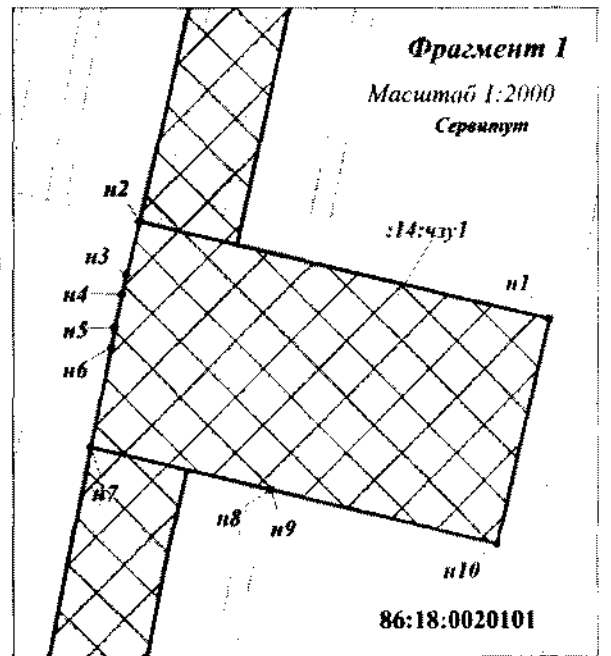 Фрагмент 1
Масштаб 1:2000
Сервитут
н2
:14:чзу1
н3
н1
н4
н5
н6
н7
н8
н9
н10
86:18:0020101